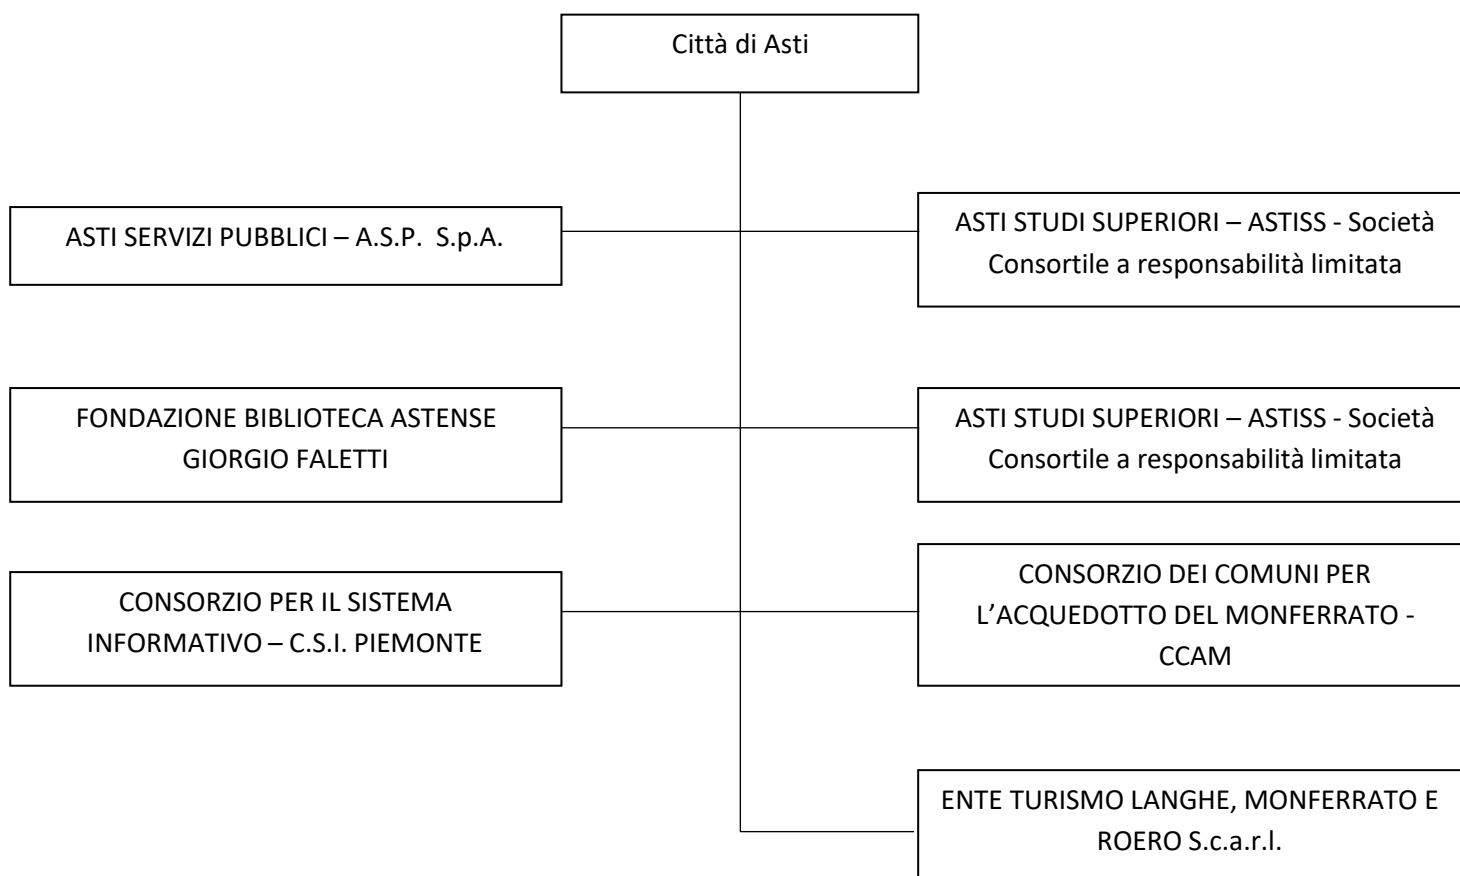 Città di Asti
ASTI SERVIZI PUBBLICI – A.S.P. S.p.A.
ASTI STUDI SUPERIORI – ASTISS - Società
Consortile a responsabilità limitata
FONDAZIONE BIBLIOTECA ASTENSE
GIORGIO FALETTI
ASTI STUDI SUPERIORI – ASTISS - Società
Consortile a responsabilità limitata
CONSORZIO PER IL SISTEMA
INFORMATIVO – C.S.I. PIEMONTE
CONSORZIO DEI COMUNI PER
L’ACQUEDOTTO DEL MONFERRATO -
CCAM
ENTE TURISMO LANGHE, MONFERRATO E
ROERO S.c.a.r.l.